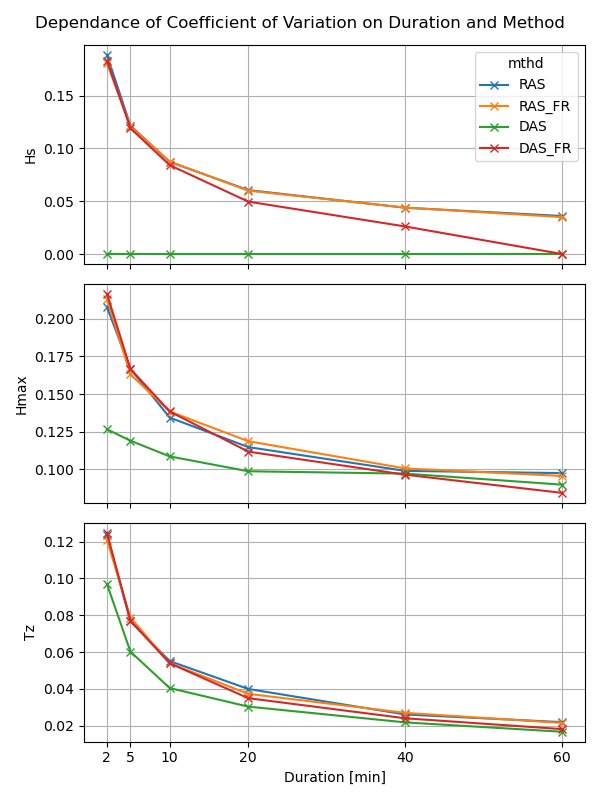 Dependance of Coefficient of Variation on Duration and Method
mthd
RAS
RAS_FR
DAS
DAS_FR
0.15
0.10
0.05
0.00
Hs
0.200
0.175
0.150
0.125
0.100
Hmax
0.12
0.10
0.08
0.06
0.04
0.02
Tz
2 5 10 20 40 60
Duration [min]